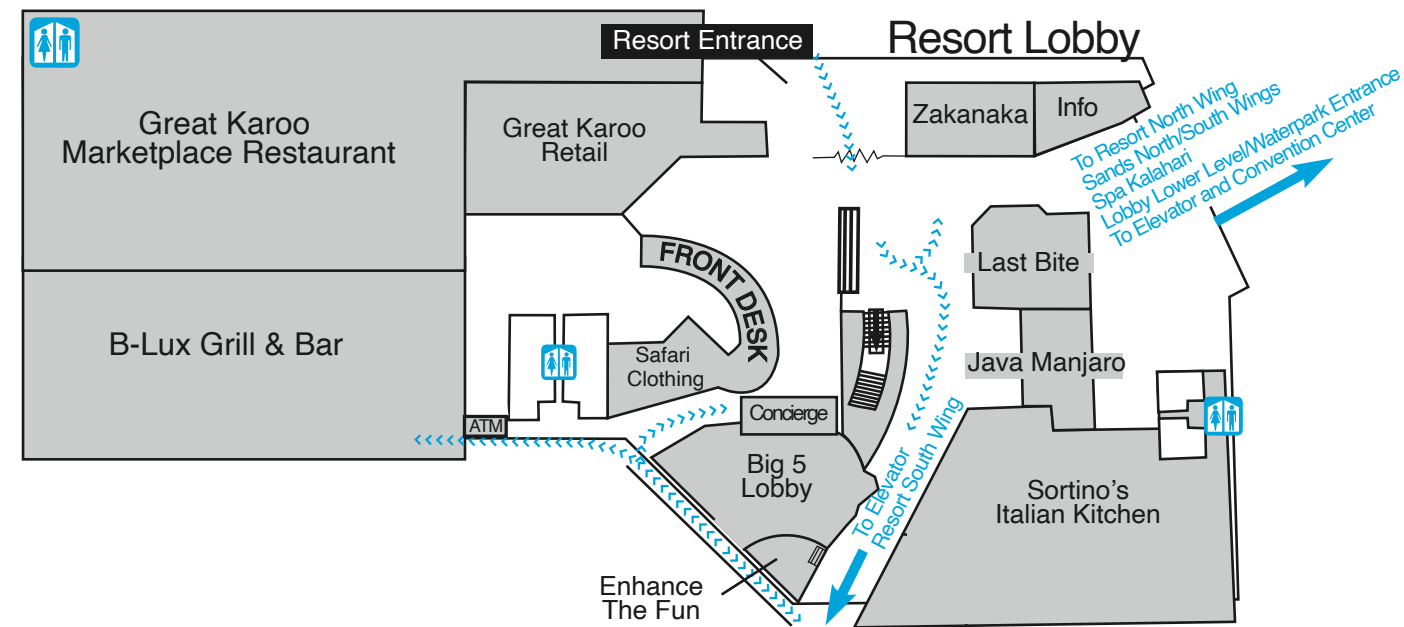 Resort Entrance
Resort Lobby
Great Karoo
Marketplace Restaurant
Great Karoo
Retail
Zakanaka
Info
To Resort North Wing
Sands North/South Wings
Spa Kalahari
Lobby Lower Level/Waterpark Entrance
To Elevator and Convention Center
FRONT DESK
Last Bite
B-Lux Grill & Bar
Safari
Clothing
Java Manjaro
Concierge
ATM
Big 5
Lobby
To Elevator
Resort South Wing
Sortino's
Italian Kitchen
Enhance
The Fun